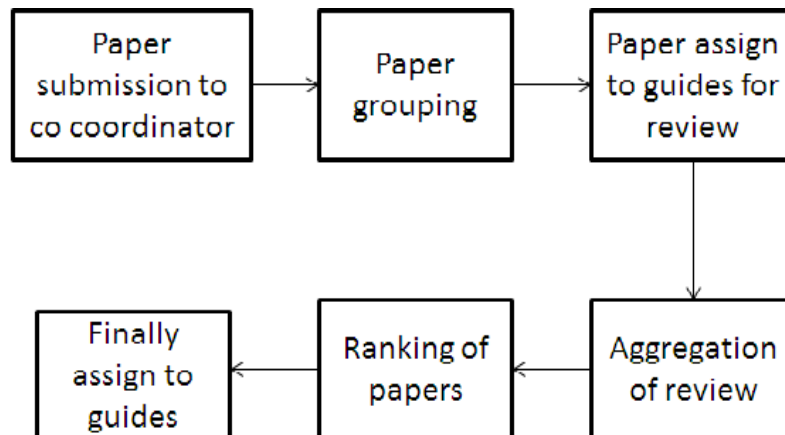 Paper
submission to
co coordinator
Paper
grouping
Paper assign
to guides for
review
Aggregation
of review
Ranking of
papers
Finally
assign to
guides